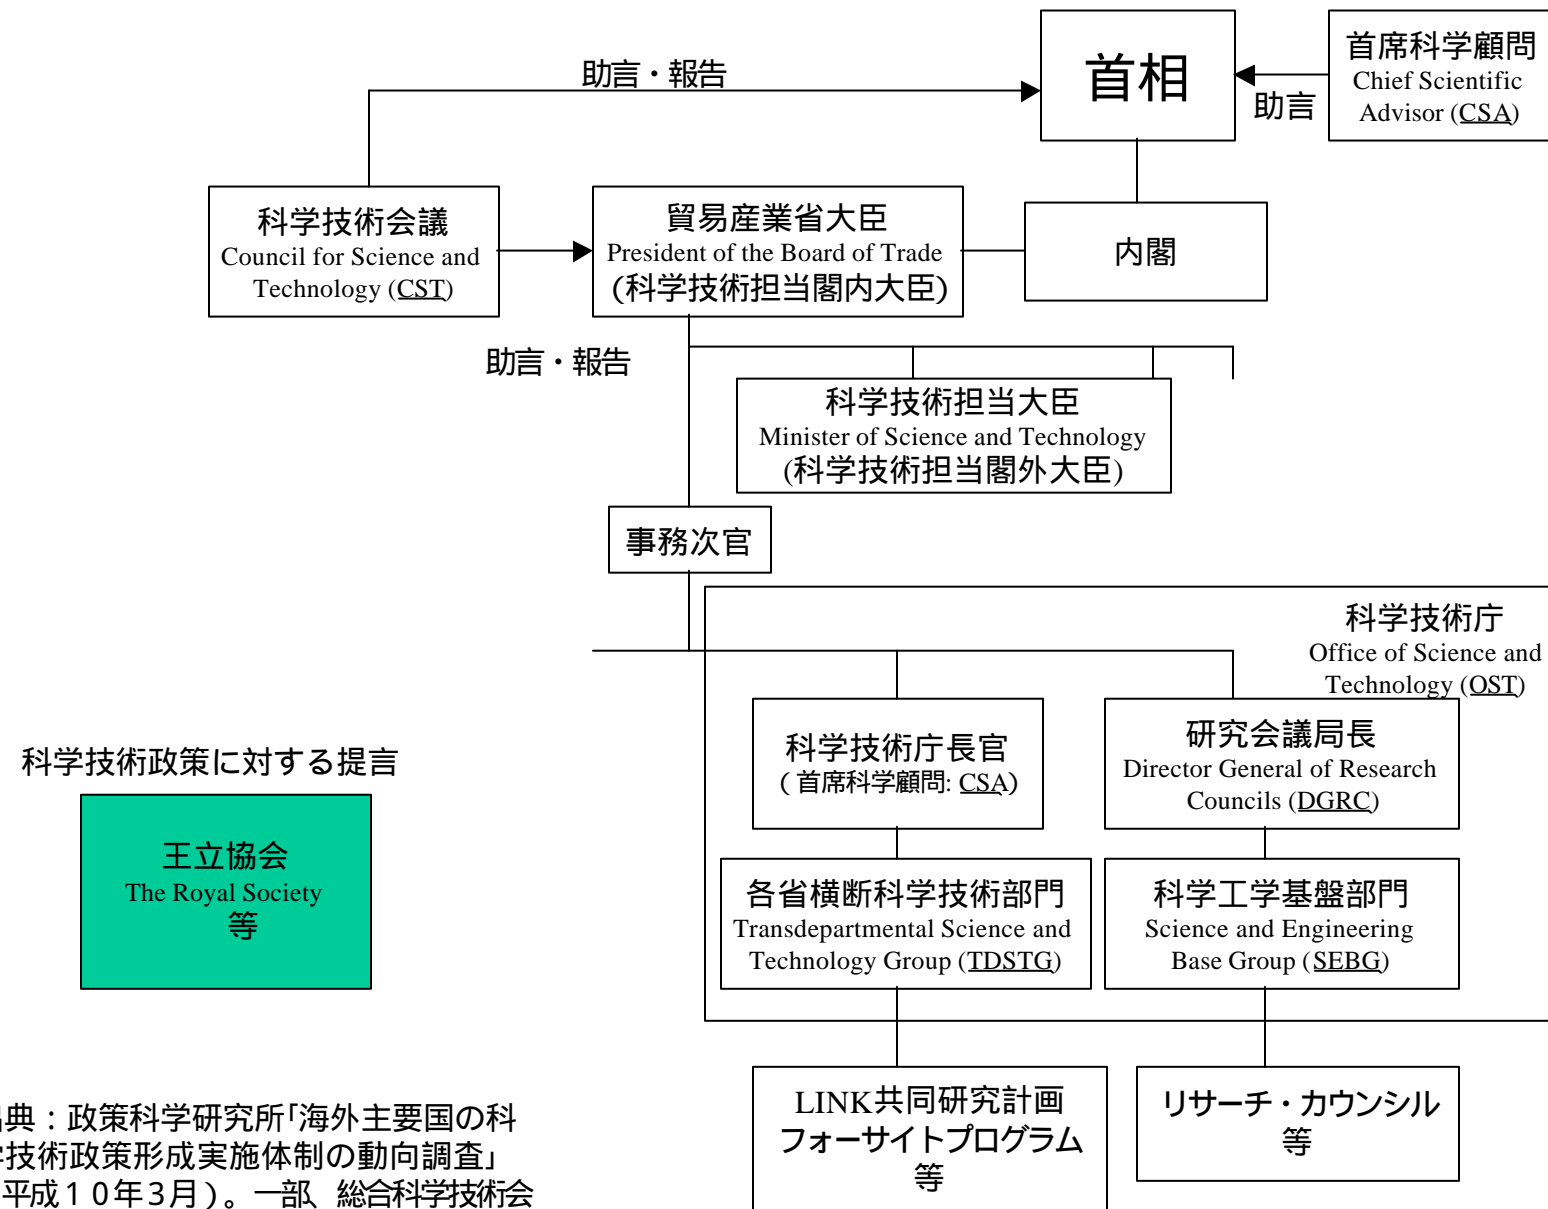 助言・報告
首相
助言
首席科学顧問
Chief Scientific
Advisor (CSA)
科学技術会議
Council for Science and
Technology (CST)
貿易産業省大臣
President of the Board of Trade
(科学技術担当閣内大臣)
内閣
助言・報告
科学技術担当大臣
Minister of Science and Technology
(科学技術担当閣外大臣)
事務次官
科学技術庁
Office of Science and
Technology (OST)
科学技術庁長官
(首席科学顧問: CSA)
研究会議局長
Director General of Research
Councils (DGRC)
科学技術政策に対する提言
王立協会
The Royal Society
等
各省横断科学技術部門
Transdepartmental Science and
Technology Group (TDSTG)
科学工学基盤部門
Science and Engineering
Base Group (SEBG)
LINK共同研究計画
フォーサイトプログラム
等
リサーチ・カウンシル
等
出典：政策科学研究所「海外主要国の科
学技術政策形成実施体制の動向調査」
平成１０年3月)。一部、総合科学技術会